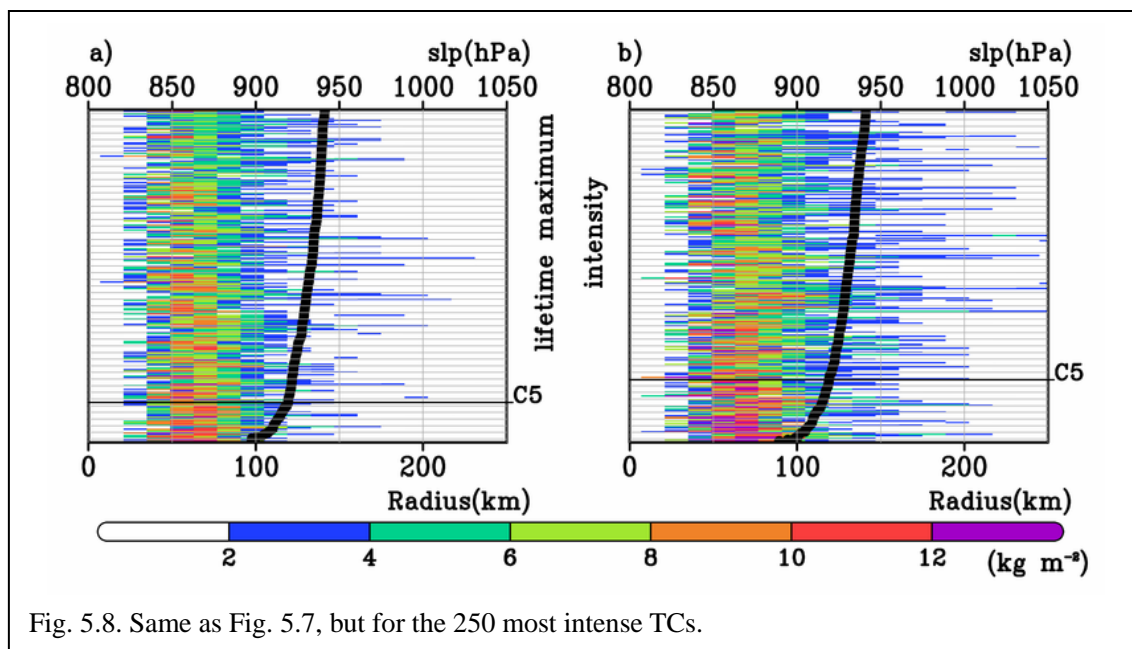 a) slp(hPa)
800 850 900 950 1000 1050
lifetime maximum
C5
0 100 200
Radius(km)
b) slp(hPa)
800 850 900 950 1000 1050
intensity
C5
0 100 200
Radius(km)
2 4 6 8 10 12 (kg m⁻²)
Fig. 5.8. Same as Fig. 5.7, but for the 250 most intense TCs.